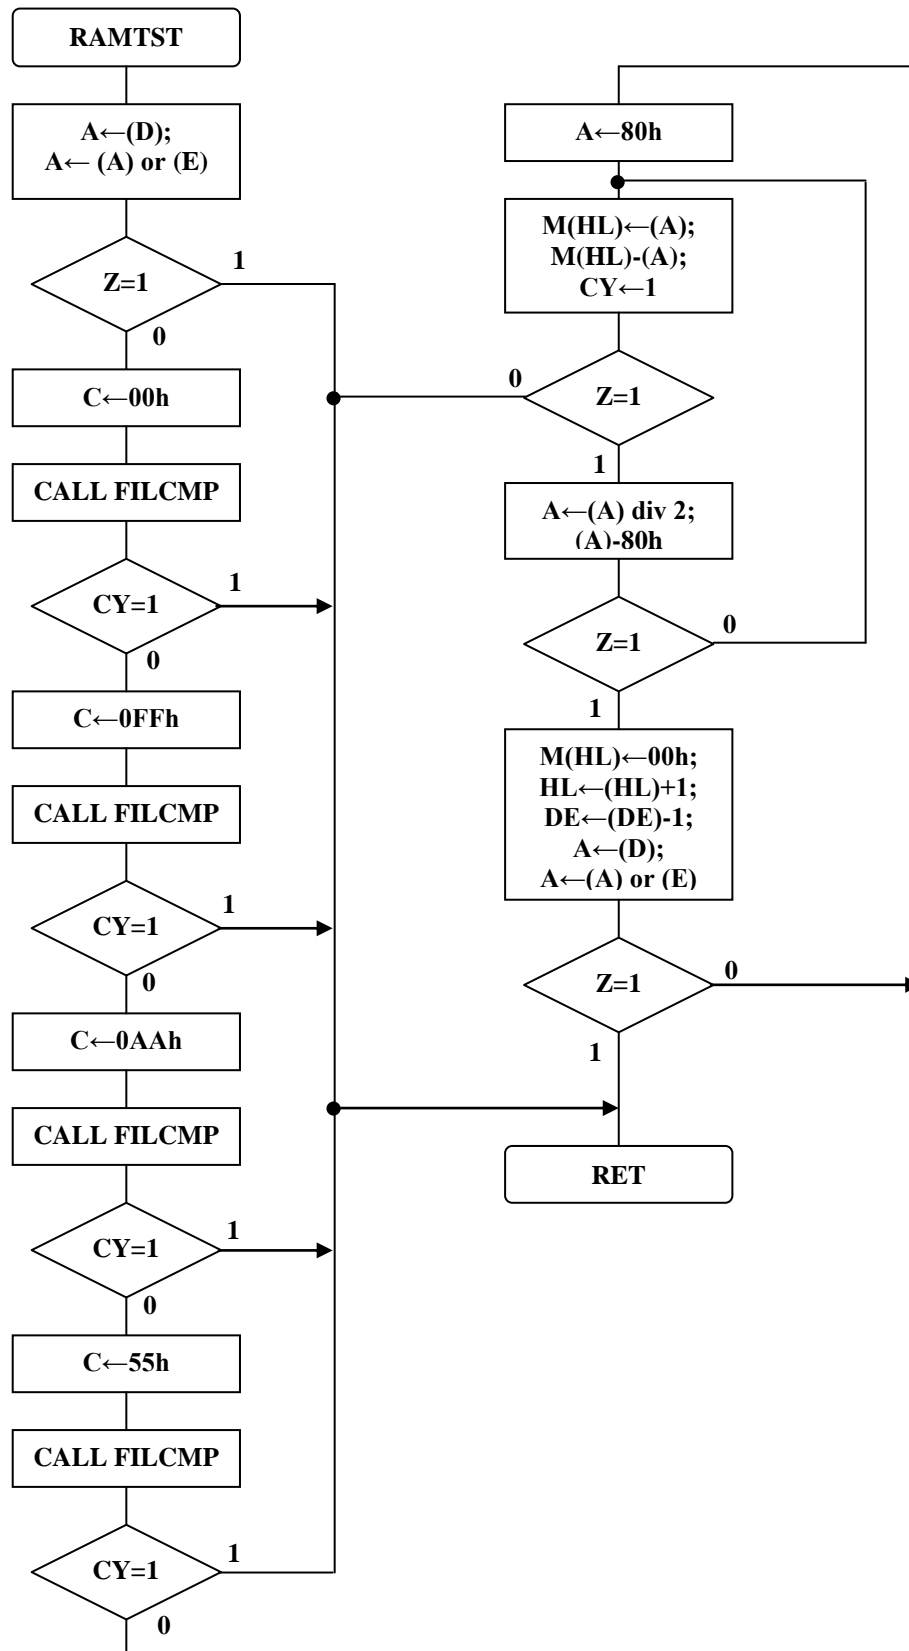 RAMTST
A←(D);
A← (A) or (E)
Z=1
1
0
C←00h
CALL FILCMP
CY=1
1
0
C←0FFh
CALL FILCMP
CY=1
1
0
C←0AAh
CALL FILCMP
CY=1
1
0
C←55h
CALL FILCMP
CY=1
1
0
A←80h
M(HL)←(A);
M(HL)-(A);
CY←1
0
Z=1
1
A←(A) div 2;
(A)-80h
Z=1
0
1
M(HL)←00h;
HL←(HL)+1;
DE←(DE)-1;
A←(D);
A←(A) or (E)
Z=1
0
1
RET